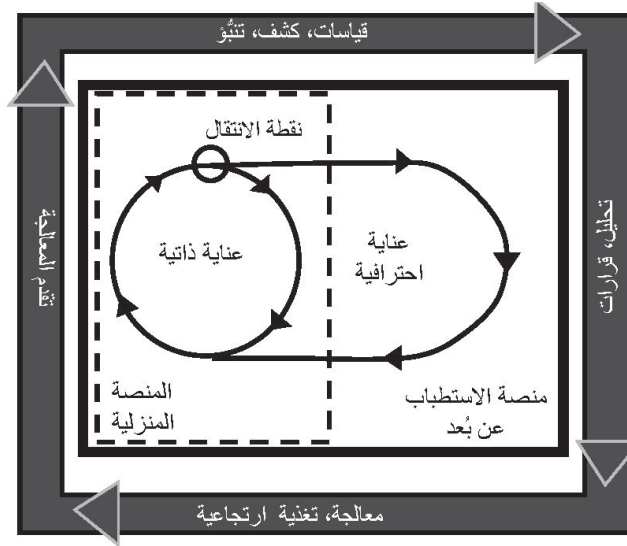 قياسات، كشف، تنبُّؤ
نقطة الانتقال
تحليل، قرارات
عناية
احترافية
عناية ذاتية
تقدم المعالجة
منصة الاستطباب
عن بُعد
المنصة
المنزلية
معالجة، تغذية ارتجاعية